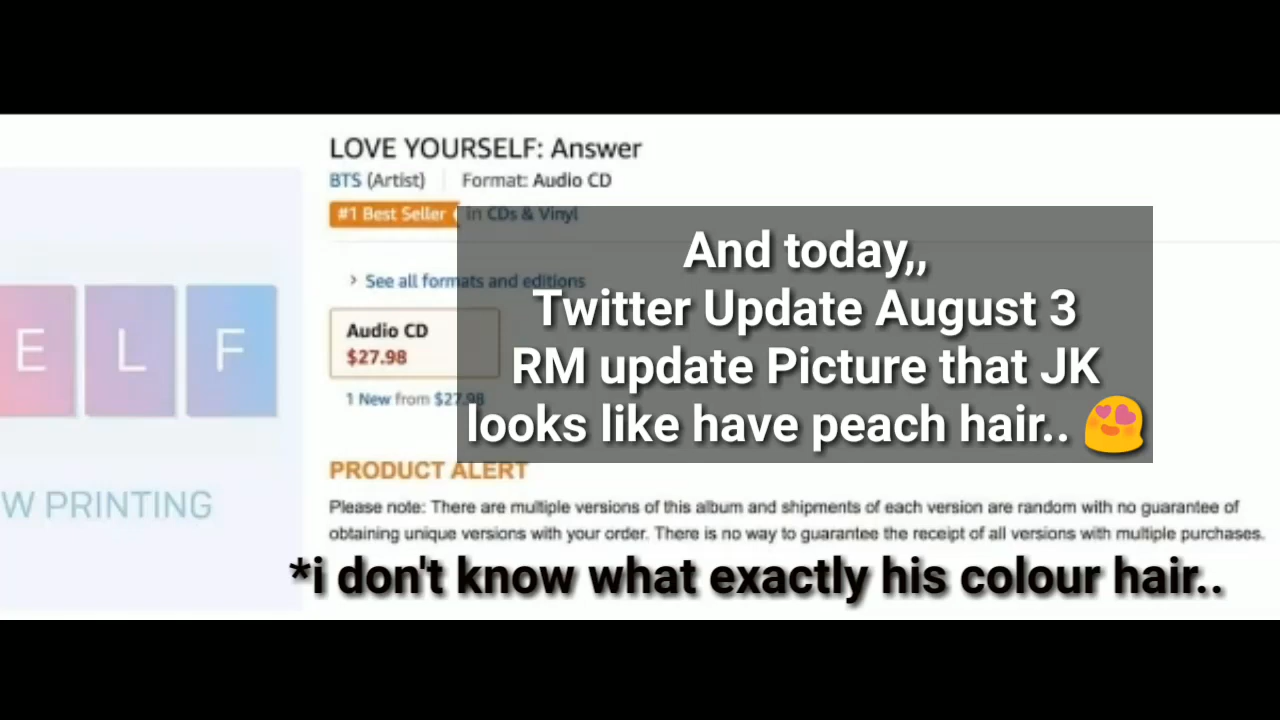 LOVE YOURSELF: Answer
BTS (Artist) Format: Audio CD
#1 Best Seller in CDs & Vinyl
> See all formats and editions
Audio CD
$27.98
1 New from $27.98
E L F
W PRINTING
PRODUCT ALERT
Please note: There are multiple versions of this album and shipments of each version are random with no guarantee of
obtaining unique versions with your order. There is no way to guarantee the receipt of all versions with multiple purchases.
And today,,
Twitter Update August 3
RM update Picture that JK
looks like have peach hair.. 😍
*i don't know what exactly his colour hair..